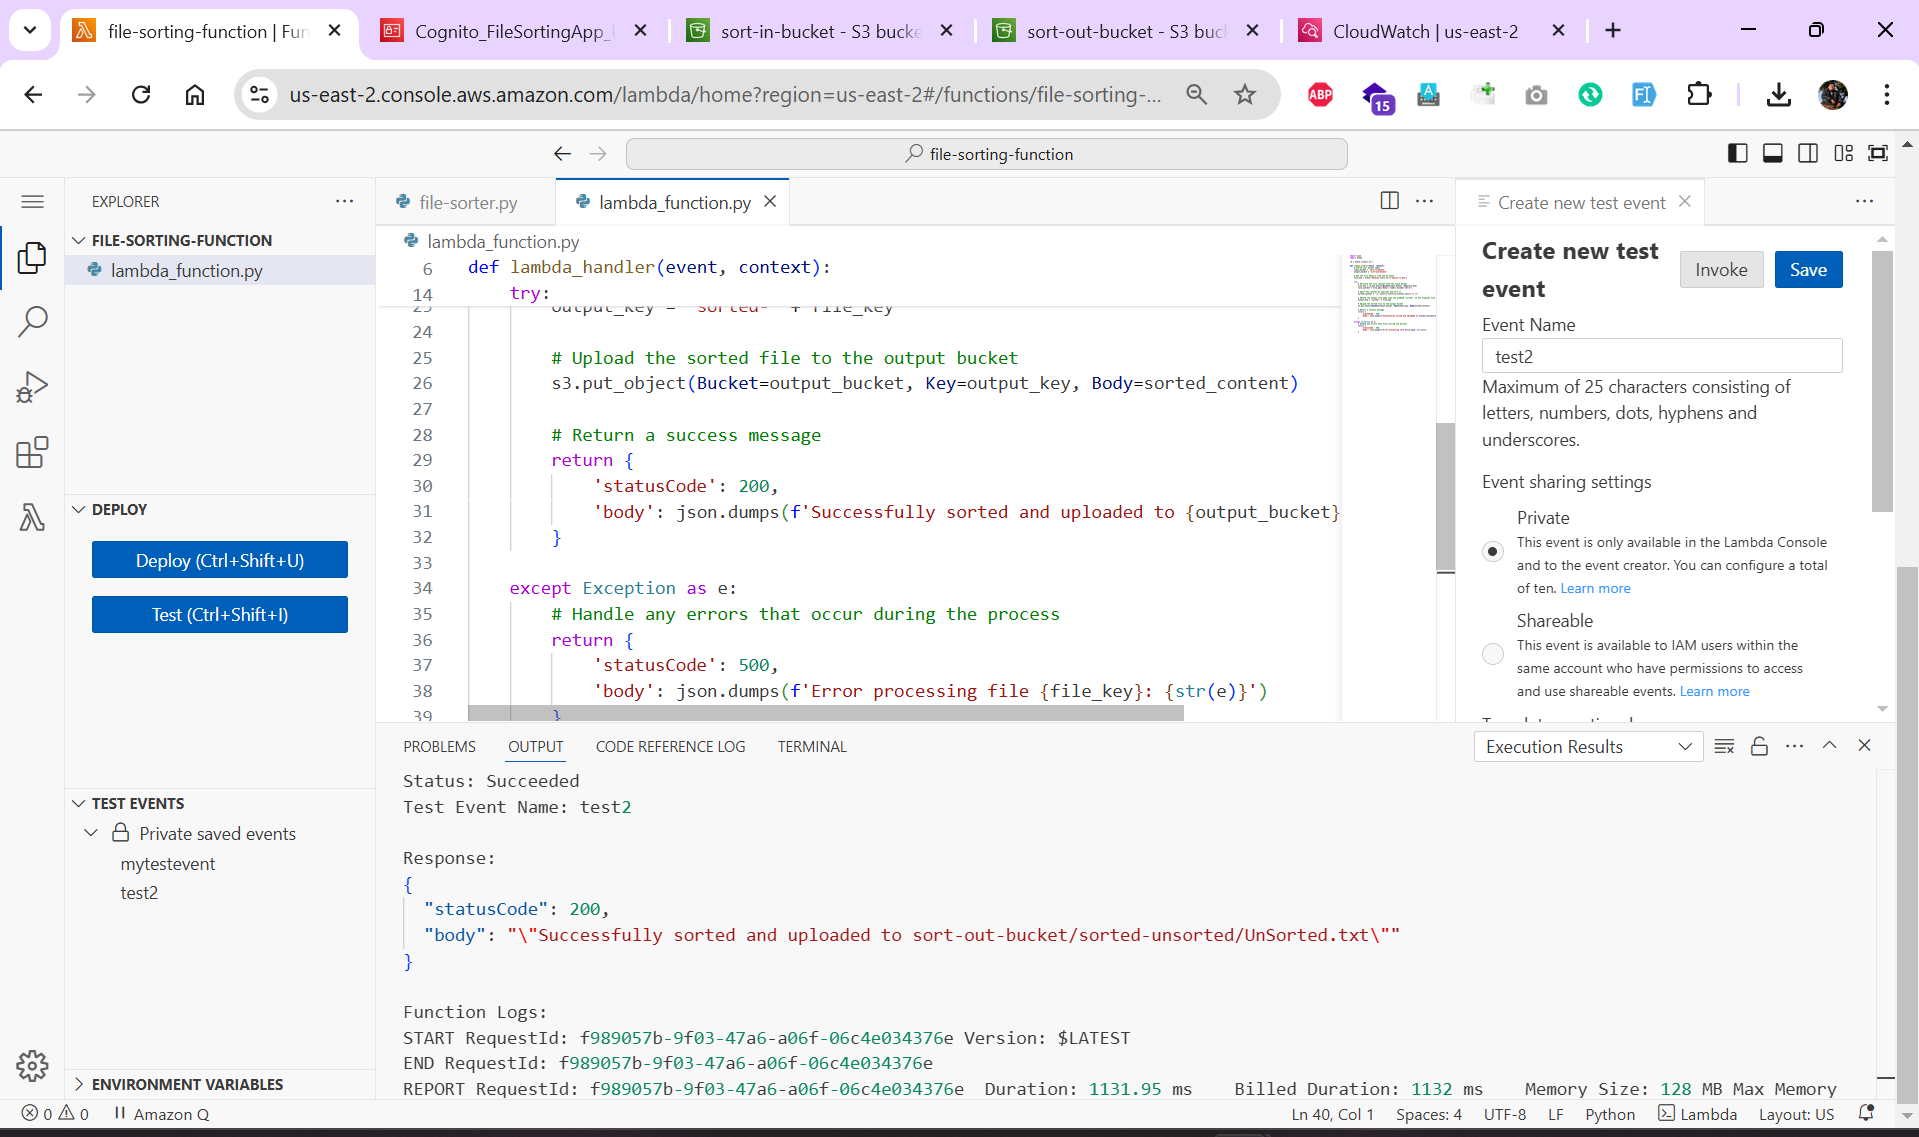 file-sorting-function | Fun
Cognito_FileSortingApp_
sort-in-bucket - S3 bucke
sort-out-bucket - S3 buc
CloudWatch | us-east-2
us-east-2.console.aws.amazon.com/lambda/home?region=us-east-2#/functions/file-sorting-...
ABP
15
file-sorting-function
EXPLORER
FILE-SORTING-FUNCTION
lambda_function.py
DEPLOY
Deploy (Ctrl+Shift+U)
Test (Ctrl+Shift+I)
TEST EVENTS
Private saved events
mytestevent
test2
ENVIRONMENT VARIABLES
file-sorter.py
lambda_function.py
lambda_function.py
6 def lambda_handler(event, context):
14 try:
23 output_key = "sorted-" + file_key
24
25 # Upload the sorted file to the output bucket
26 s3.put_object(Bucket=output_bucket, Key=output_key, Body=sorted_content)
27
28 # Return a success message
29 return {
30 'statusCode': 200,
31 'body': json.dumps(f'Successfully sorted and uploaded to {output_bucket}
32 }
33
34 except Exception as e:
35 # Handle any errors that occur during the process
36 return {
37 'statusCode': 500,
38 'body': json.dumps(f'Error processing file {file_key}: {str(e)}')
39 }
Create new test event
Create new test event
Invoke
Save
Event Name
test2
Maximum of 25 characters consisting of
letters, numbers, dots, hyphens and
underscores.
Event sharing settings
Private
This event is only available in the Lambda Console
and to the event creator. You can configure a total
of ten. Learn more
Shareable
This event is available to IAM users within the
same account who have permissions to access
and use shareable events. Learn more
PROBLEMS OUTPUT CODE REFERENCE LOG TERMINAL
Execution Results
Status: Succeeded
Test Event Name: test2
Response:
{
"statusCode": 200,
"body": "\"Successfully sorted and uploaded to sort-out-bucket/sorted-unsorted/UnSorted.txt\""
}
Function Logs:
START RequestId: f989057b-9f03-47a6-a06f-06c4e034376e Version: $LATEST
END RequestId: f989057b-9f03-47a6-a06f-06c4e034376e
REPORT RequestId: f989057b-9f03-47a6-a06f-06c4e034376e Duration: 1131.95 ms Billed Duration: 1132 ms Memory Size: 128 MB Max Memory
0 0 Amazon Q
Ln 40, Col 1 Spaces: 4 UTF-8 LF Python Lambda Layout: US